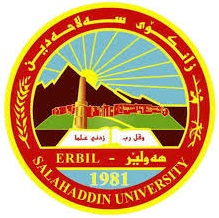 زانكۆی سەلاحەدین
وقل رب زدني علما
ERBIL - هەولێر
1981
SALAHADDIN UNIVERSITY